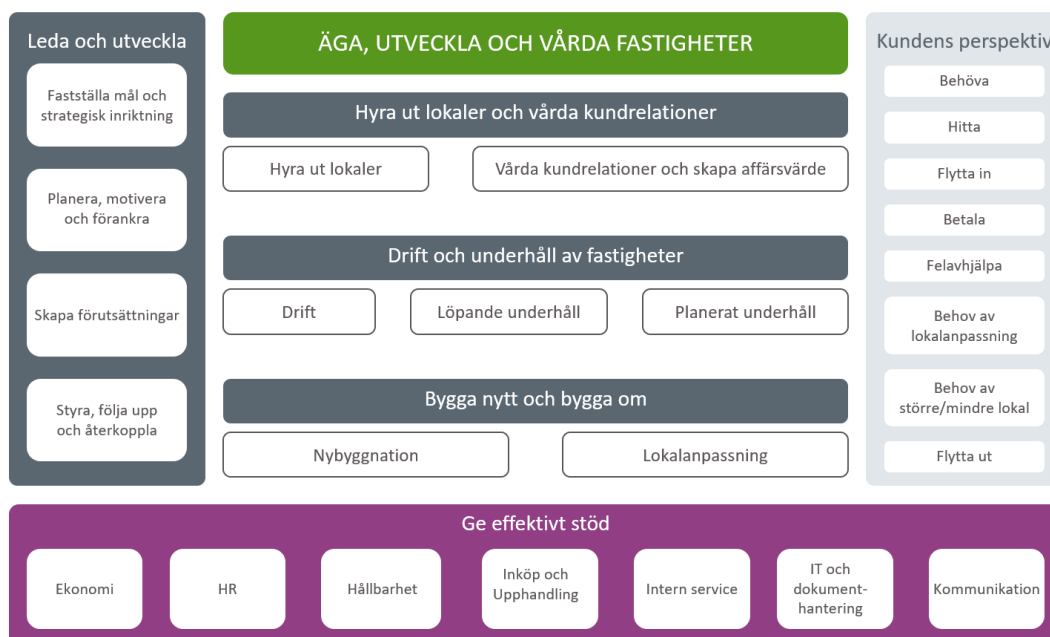 Leda och utveckla
Fastställa mål och
strategisk inriktning
Planera, motivera
och förankra
Skapa förutsättningar
Styra, följa upp
och återkoppla
ÄGA, UTVECKLA OCH VÅRDA FASTIGHETER
Hyra ut lokaler och vårda kundrelationer
Hyra ut lokaler
Vårda kundrelationer och skapa affärsvärde
Drift och underhåll av fastigheter
Drift
Löpande underhåll
Planerat underhåll
Bygga nytt och bygga om
Nybyggnation
Lokalanpassning
Kundens perspektiv
Behöva
Hitta
Flytta in
Betala
Felavhjälpa
Behov av
lokalanpassning
Behov av
större/mindre lokal
Flytta ut
Ge effektivt stöd
Ekonomi
HR
Hållbarhet
Inköp och
Upphandling
Intern service
IT och
dokument-
hantering
Kommunikation